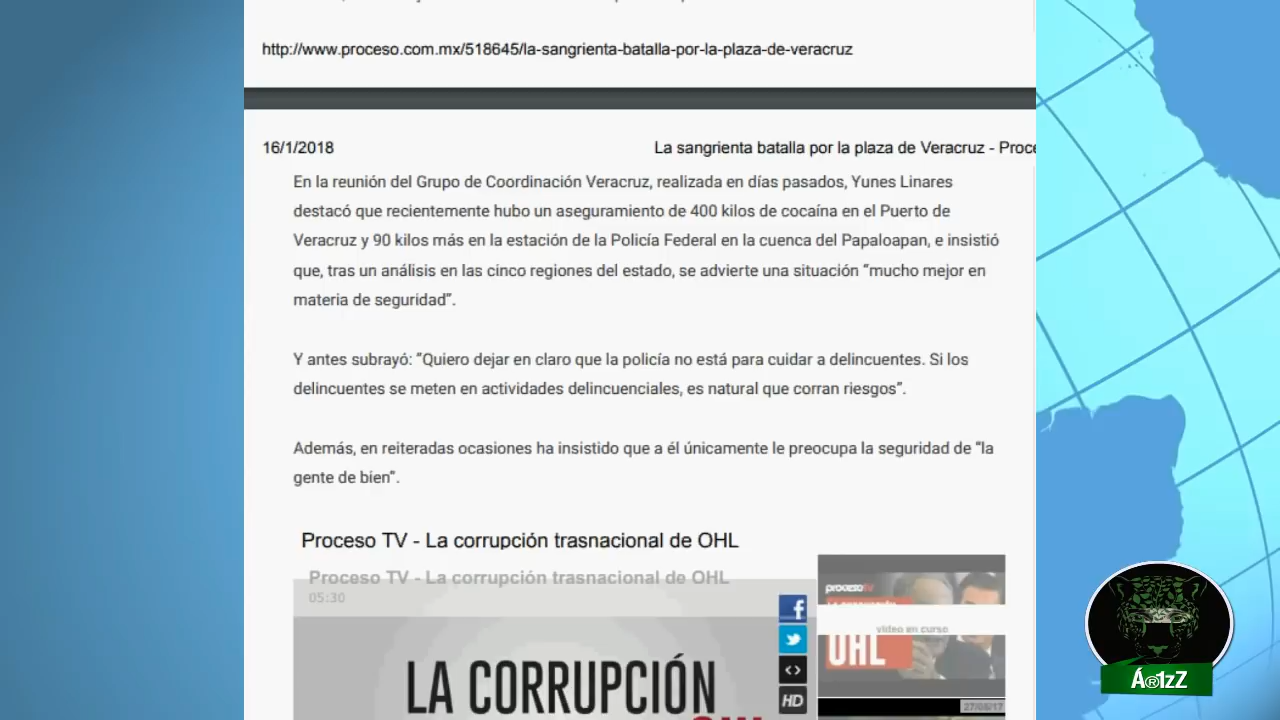 http://www.proceso.com.mx/518645/la-sangrienta-batalla-por-la-plaza-de-veracruz
16/1/2018
La sangrienta batalla por la plaza de Veracruz - Proce
En la reunión del Grupo de Coordinación Veracruz, realizada en días pasados, Yunes Linares
destacó que recientemente hubo un aseguramiento de 400 kilos de cocaína en el Puerto de
Veracruz y 90 kilos más en la estación de la Policía Federal en la cuenca del Papaloapan, e insistió
que, tras un análisis en las cinco regiones del estado, se advierte una situación “mucho mejor en
materia de seguridad”.
Y antes subrayó: “Quiero dejar en claro que la policía no está para cuidar a delincuentes. Si los
delincuentes se meten en actividades delincuenciales, es natural que corran riesgos”.
Además, en reiteradas ocasiones ha insistido que a él únicamente le preocupa la seguridad de “la
gente de bien”.
Proceso TV - La corrupción trasnacional de OHL
Proceso TV - La corrupción trasnacional de OHL
05:30
procesoTV
video en curso
OHL
LA CORRUPCIÓN
HD
27/08/17
Á®1zZ